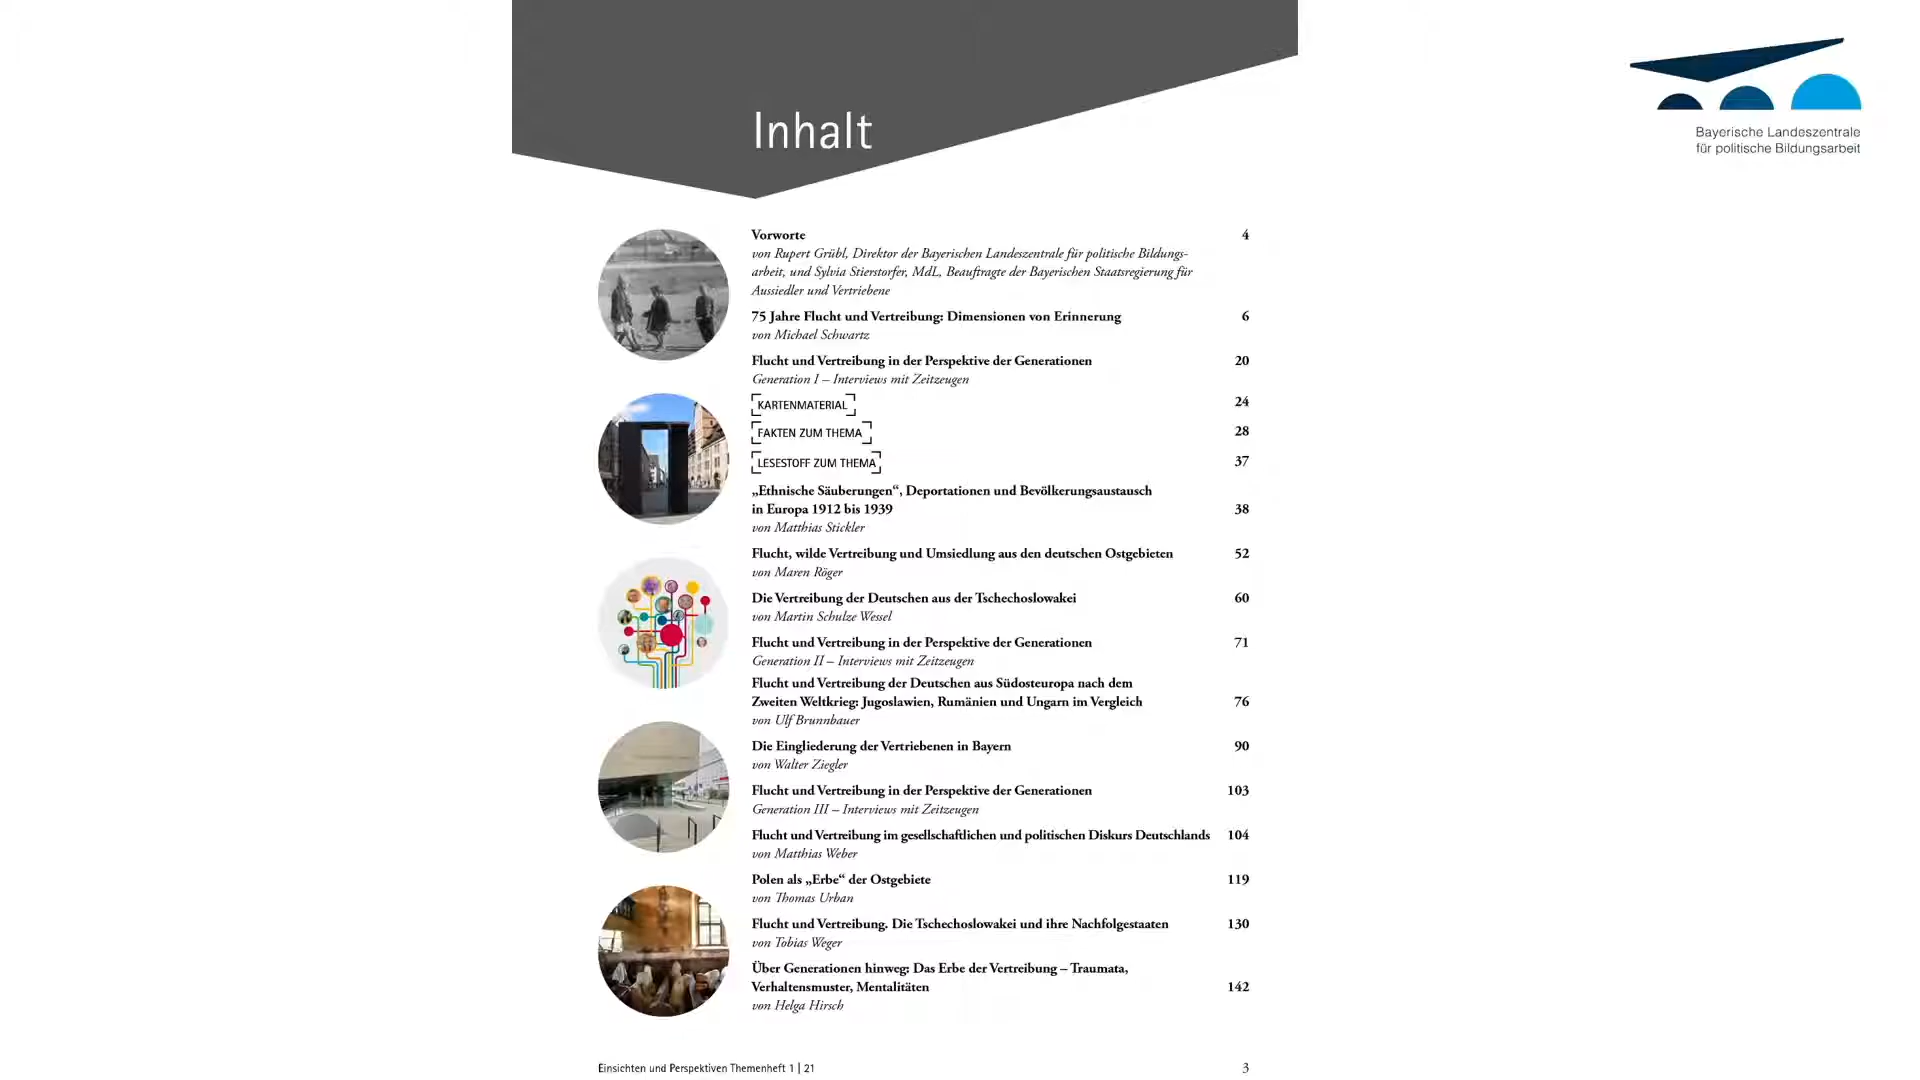 Inhalt
Bayerische Landeszentrale
für politische Bildungsarbeit
Vorworte 4
von Rupert Grübl, Direktor der Bayerischen Landeszentrale für politische Bildungs-
arbeit, und Sylvia Stierstorfer, MdL, Beauftragte der Bayerischen Staatsregierung für
Aussiedler und Vertriebene
75 Jahre Flucht und Vertreibung: Dimensionen von Erinnerung 6
von Michael Schwartz
Flucht und Vertreibung in der Perspektive der Generationen 20
Generation I – Interviews mit Zeitzeugen
KARTENMATERIAL 24
FAKTEN ZUM THEMA 28
LESESTOFF ZUM THEMA 37
„Ethnische Säuberungen“, Deportationen und Bevölkerungsaustausch
in Europa 1912 bis 1939 38
von Matthias Stickler
Flucht, wilde Vertreibung und Umsiedlung aus den deutschen Ostgebieten 52
von Maren Röger
Die Vertreibung der Deutschen aus der Tschechoslowakei 60
von Martin Schulze Wessel
Flucht und Vertreibung in der Perspektive der Generationen 71
Generation II – Interviews mit Zeitzeugen
Flucht und Vertreibung der Deutschen aus Südosteuropa nach dem
Zweiten Weltkrieg: Jugoslawien, Rumänien und Ungarn im Vergleich 76
von Ulf Brunnbauer
Die Eingliederung der Vertriebenen in Bayern 90
von Walter Ziegler
Flucht und Vertreibung in der Perspektive der Generationen 103
Generation III – Interviews mit Zeitzeugen
Flucht und Vertreibung im gesellschaftlichen und politischen Diskurs Deutschlands 104
von Matthias Weber
Polen als „Erbe“ der Ostgebiete 119
von Thomas Urban
Flucht und Vertreibung. Die Tschechoslowakei und ihre Nachfolgestaaten 130
von Tobias Weger
Über Generationen hinweg: Das Erbe der Vertreibung – Traumata,
Verhaltensmuster, Mentalitäten 142
von Helga Hirsch
Einsichten und Perspektiven Themenheft 1 | 21 3